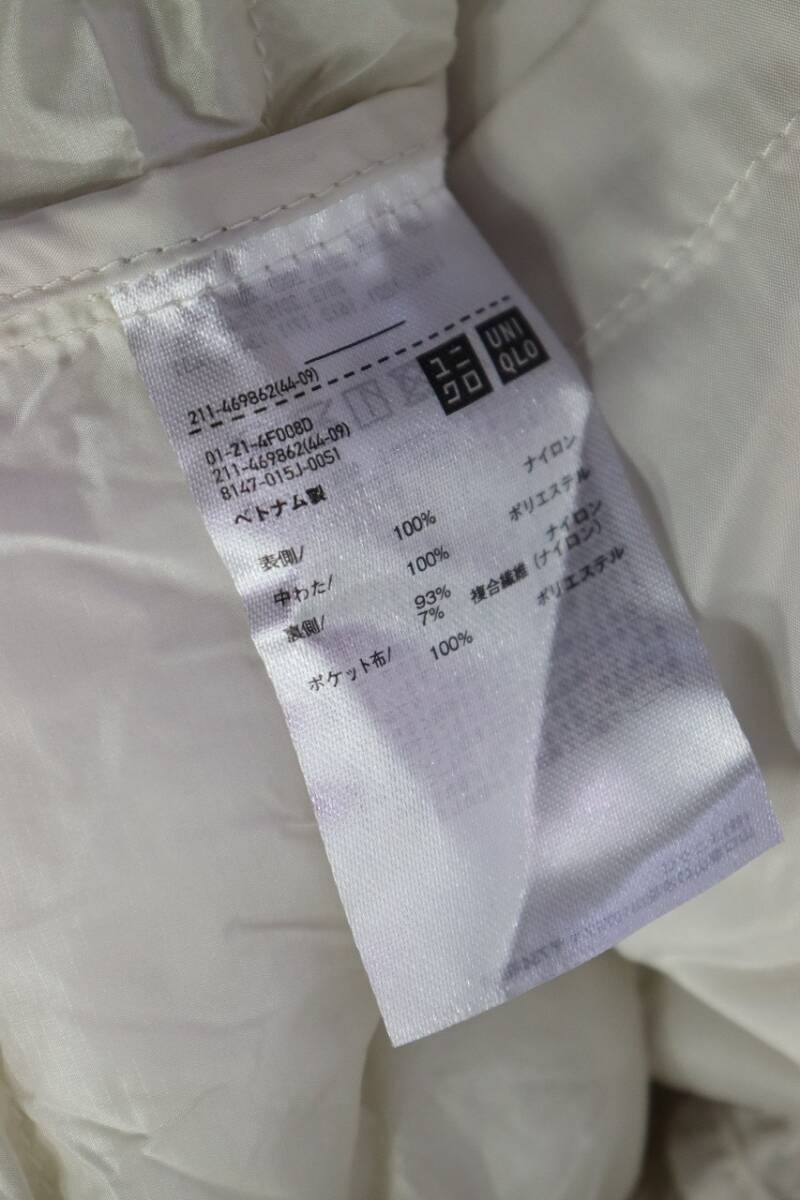 211-469862(44-09)
ユニクロ
UNIQLO
01-21-4F008D
211-469862(44-09)
8147-015J-00S1
ベトナム製
表側/ 100% ナイロン
中わた/ 100% ポリエステル
裏側/ 93% ナイロン
7% 複合繊維 (ナイロン)
ポケット布/ 100% ポリエステル